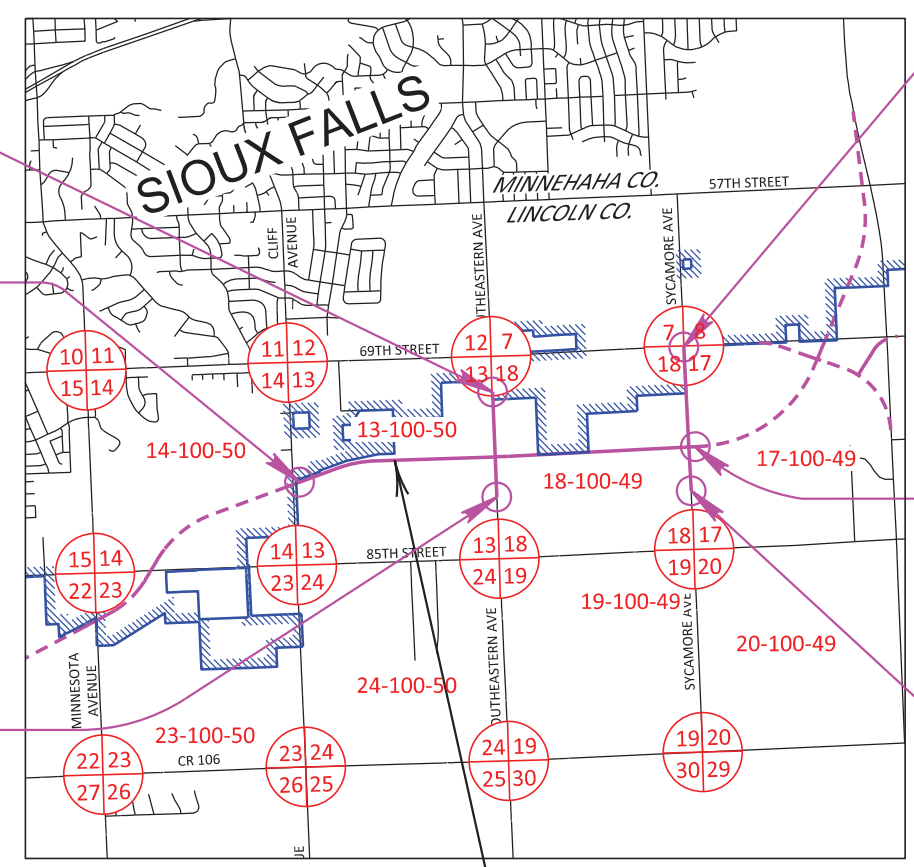 SIOUX FALLS
MINNEHAHA CO.
LINCOLN CO.
57TH STREET
CLIFF
AVENUE
UTHEASTERN AVE
SYCAMORE AVE
10 11
15 14
11 12
14 13
69TH STREET
12 7
13 18
7 8
18 17
14-100-50
13-100-50
18-100-49
17-100-49
15 14
22 23
14 13
23 24
85TH STREET
13 18
24 19
18 17
19 20
19-100-49
20-100-49
MINNESOTA
AVENUE
OUTHEASTERN AVE
SYCAMORE AVE
24-100-50
23-100-50
CR 106
22 23
27 26
23 24
26 25
24 19
25 30
19 20
30 29
UE